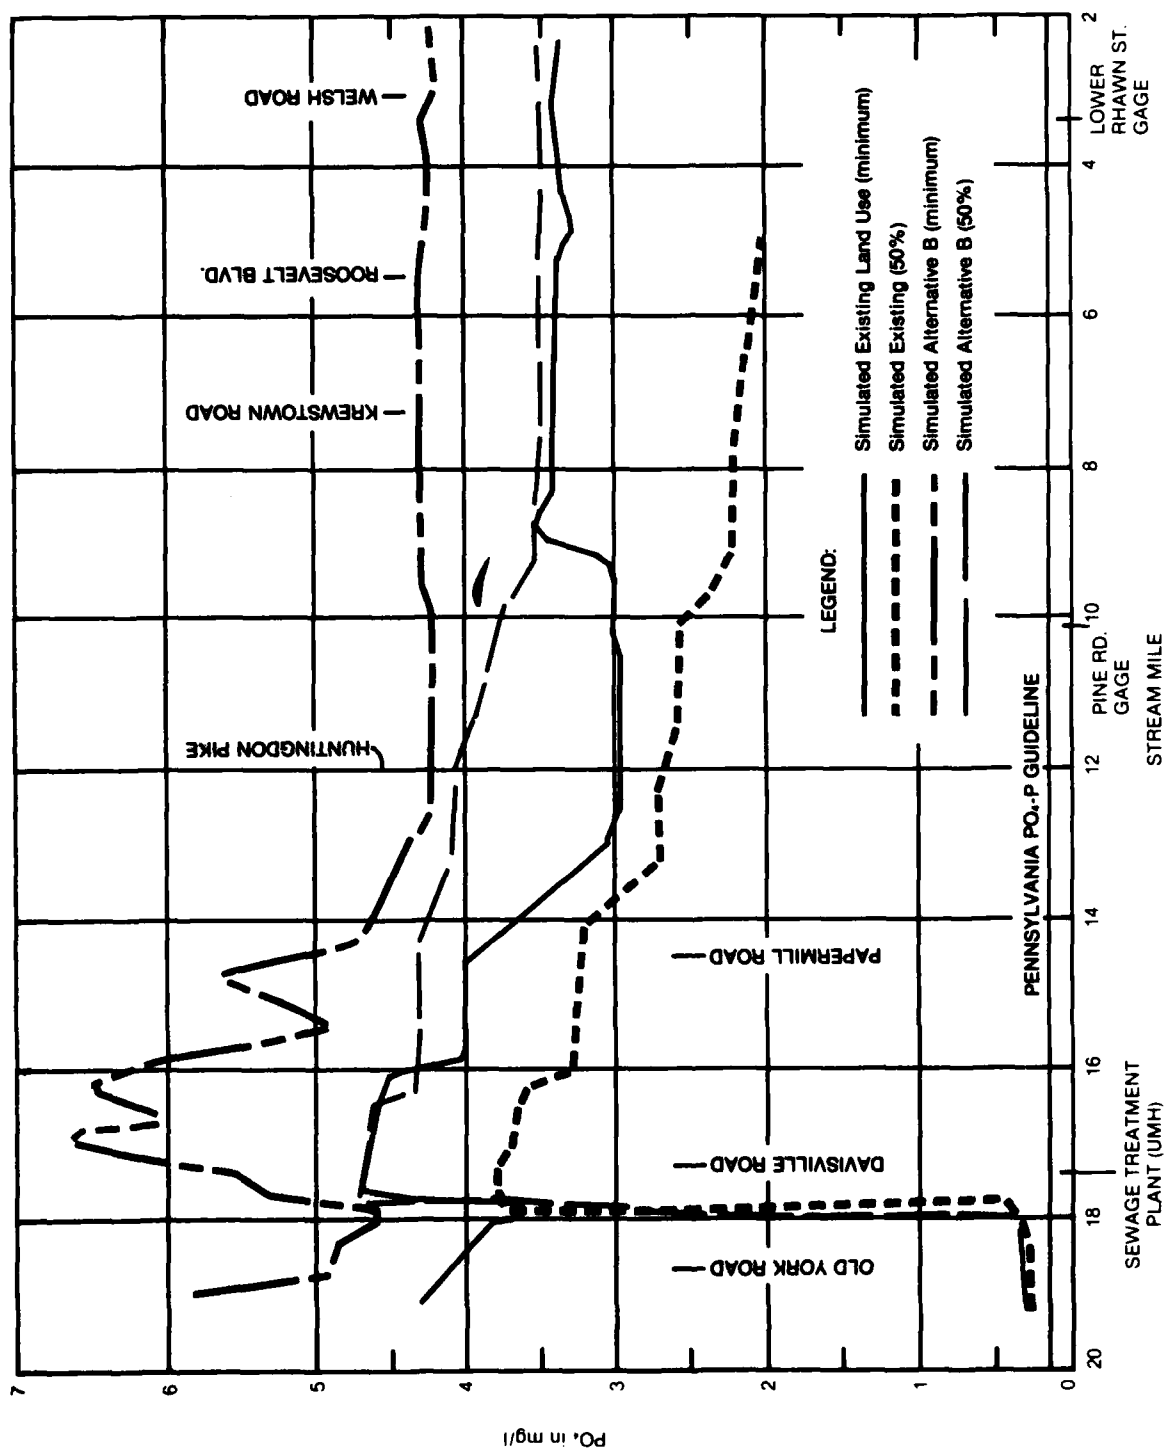 PO₄ in mg/l
7
6
5
4
3
2
1
0
WELSH ROAD
ROOSEVELT BLVD.
KREWSTOWN ROAD
HUNTINGDON PIKE
PAPERMILL ROAD
DAVISVILLE ROAD
OLD YORK ROAD
LEGEND:
Simulated Existing Land Use (minimum)
Simulated Existing (50%)
Simulated Alternative B (minimum)
Simulated Alternative B (50%)
PENNSYLVANIA PO₄-P GUIDELINE
20
18
16
14
12
10
8
6
4
2
SEWAGE TREATMENT
PLANT (UMH)
PINE RD.
GAGE
LOWER
RHAWN ST.
GAGE
STREAM MILE